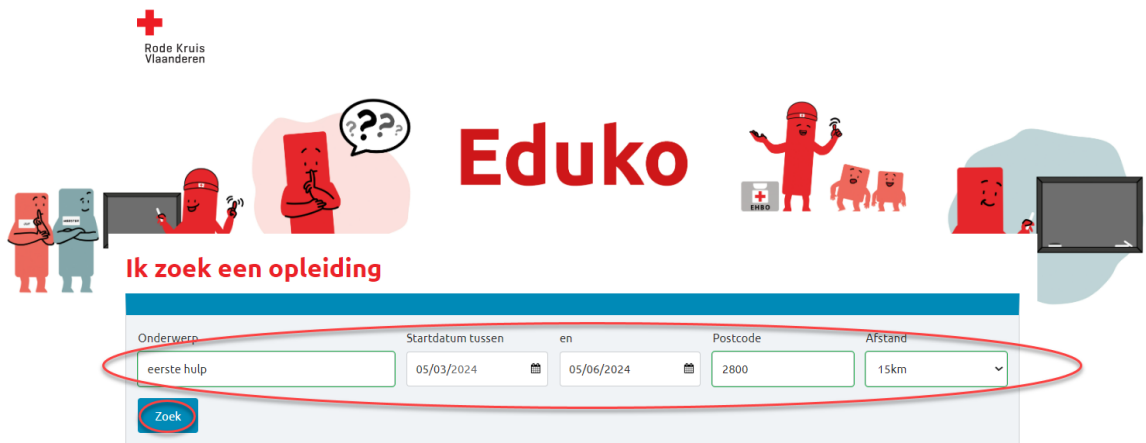 Rode Kruis
Vlaanderen
???
Eduko
EHBO
Ik zoek een opleiding
Onderwerp
Startdatum tussen
en
Postcode
Afstand
eerste hulp
05/03/2024
05/06/2024
2800
15km
Zoek